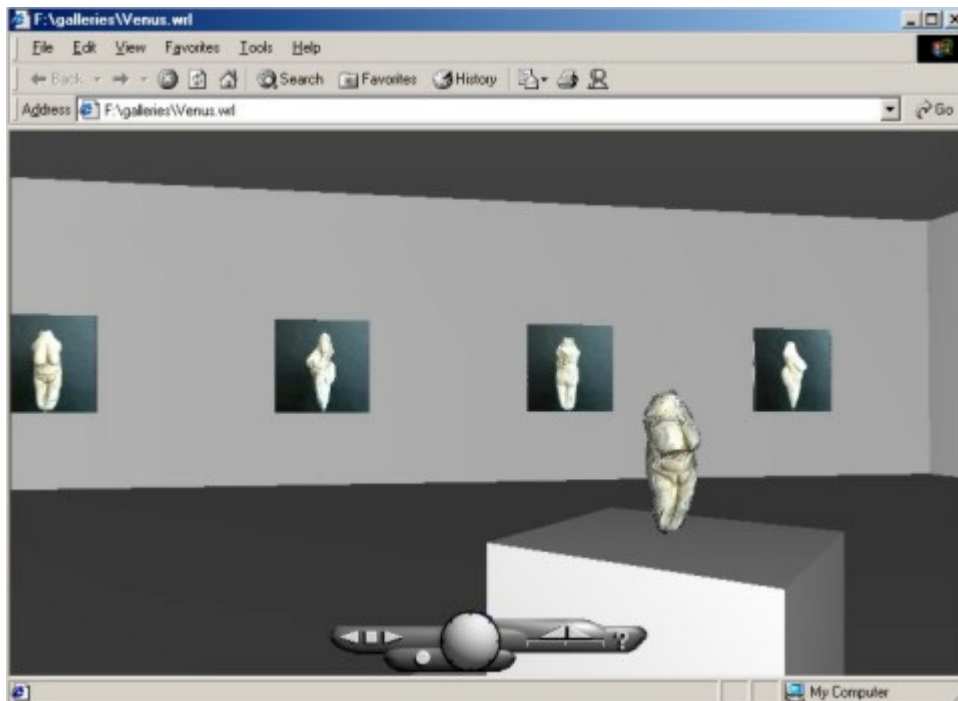 F:\galleries\Venus.wrl
File Edit View Favorites Tools Help
Back Search Favorites History
Address F:\galleries\Venus.wrl Go
?
My Computer